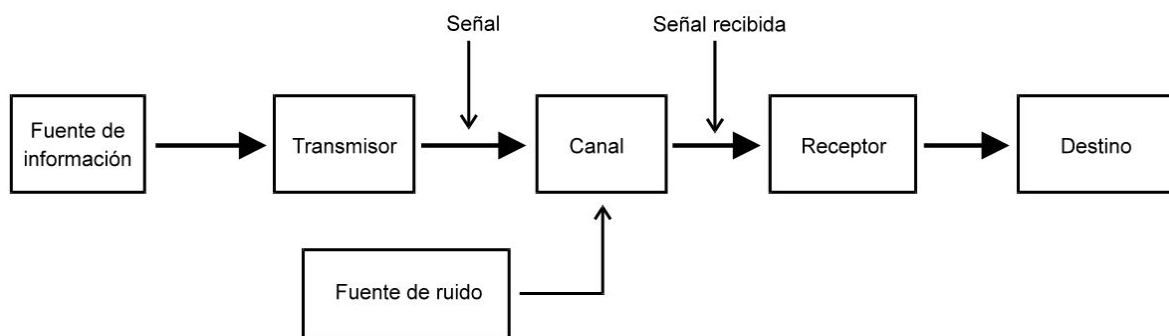 Señal
Señal recibida
Fuente de
información
Transmisor
Canal
Receptor
Destino
Fuente de ruido